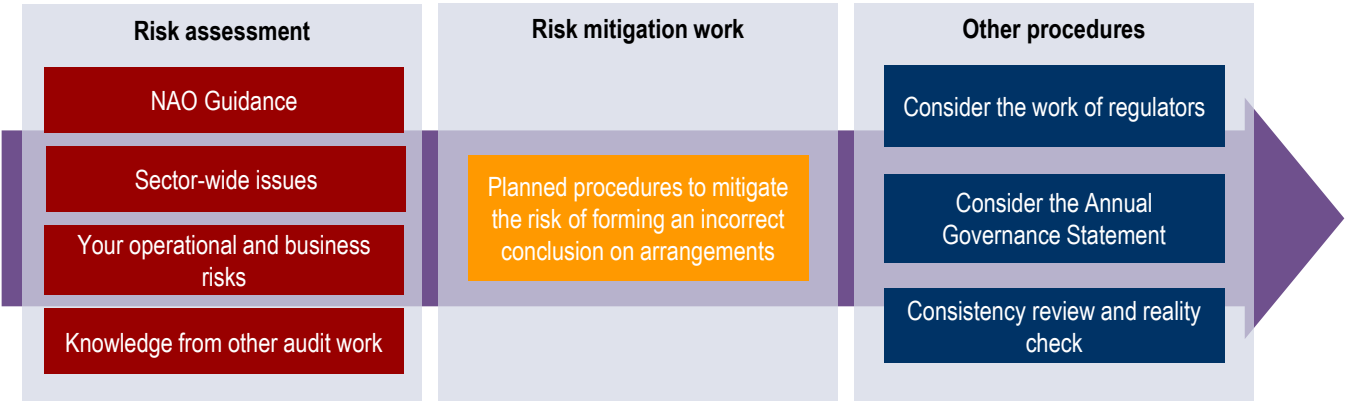 Risk assessment
NAO Guidance
Sector-wide issues
Your operational and business
risks
Knowledge from other audit work
Risk mitigation work
Planned procedures to mitigate
the risk of forming an incorrect
conclusion on arrangements
Other procedures
Consider the work of regulators
Consider the Annual
Governance Statement
Consistency review and reality
check